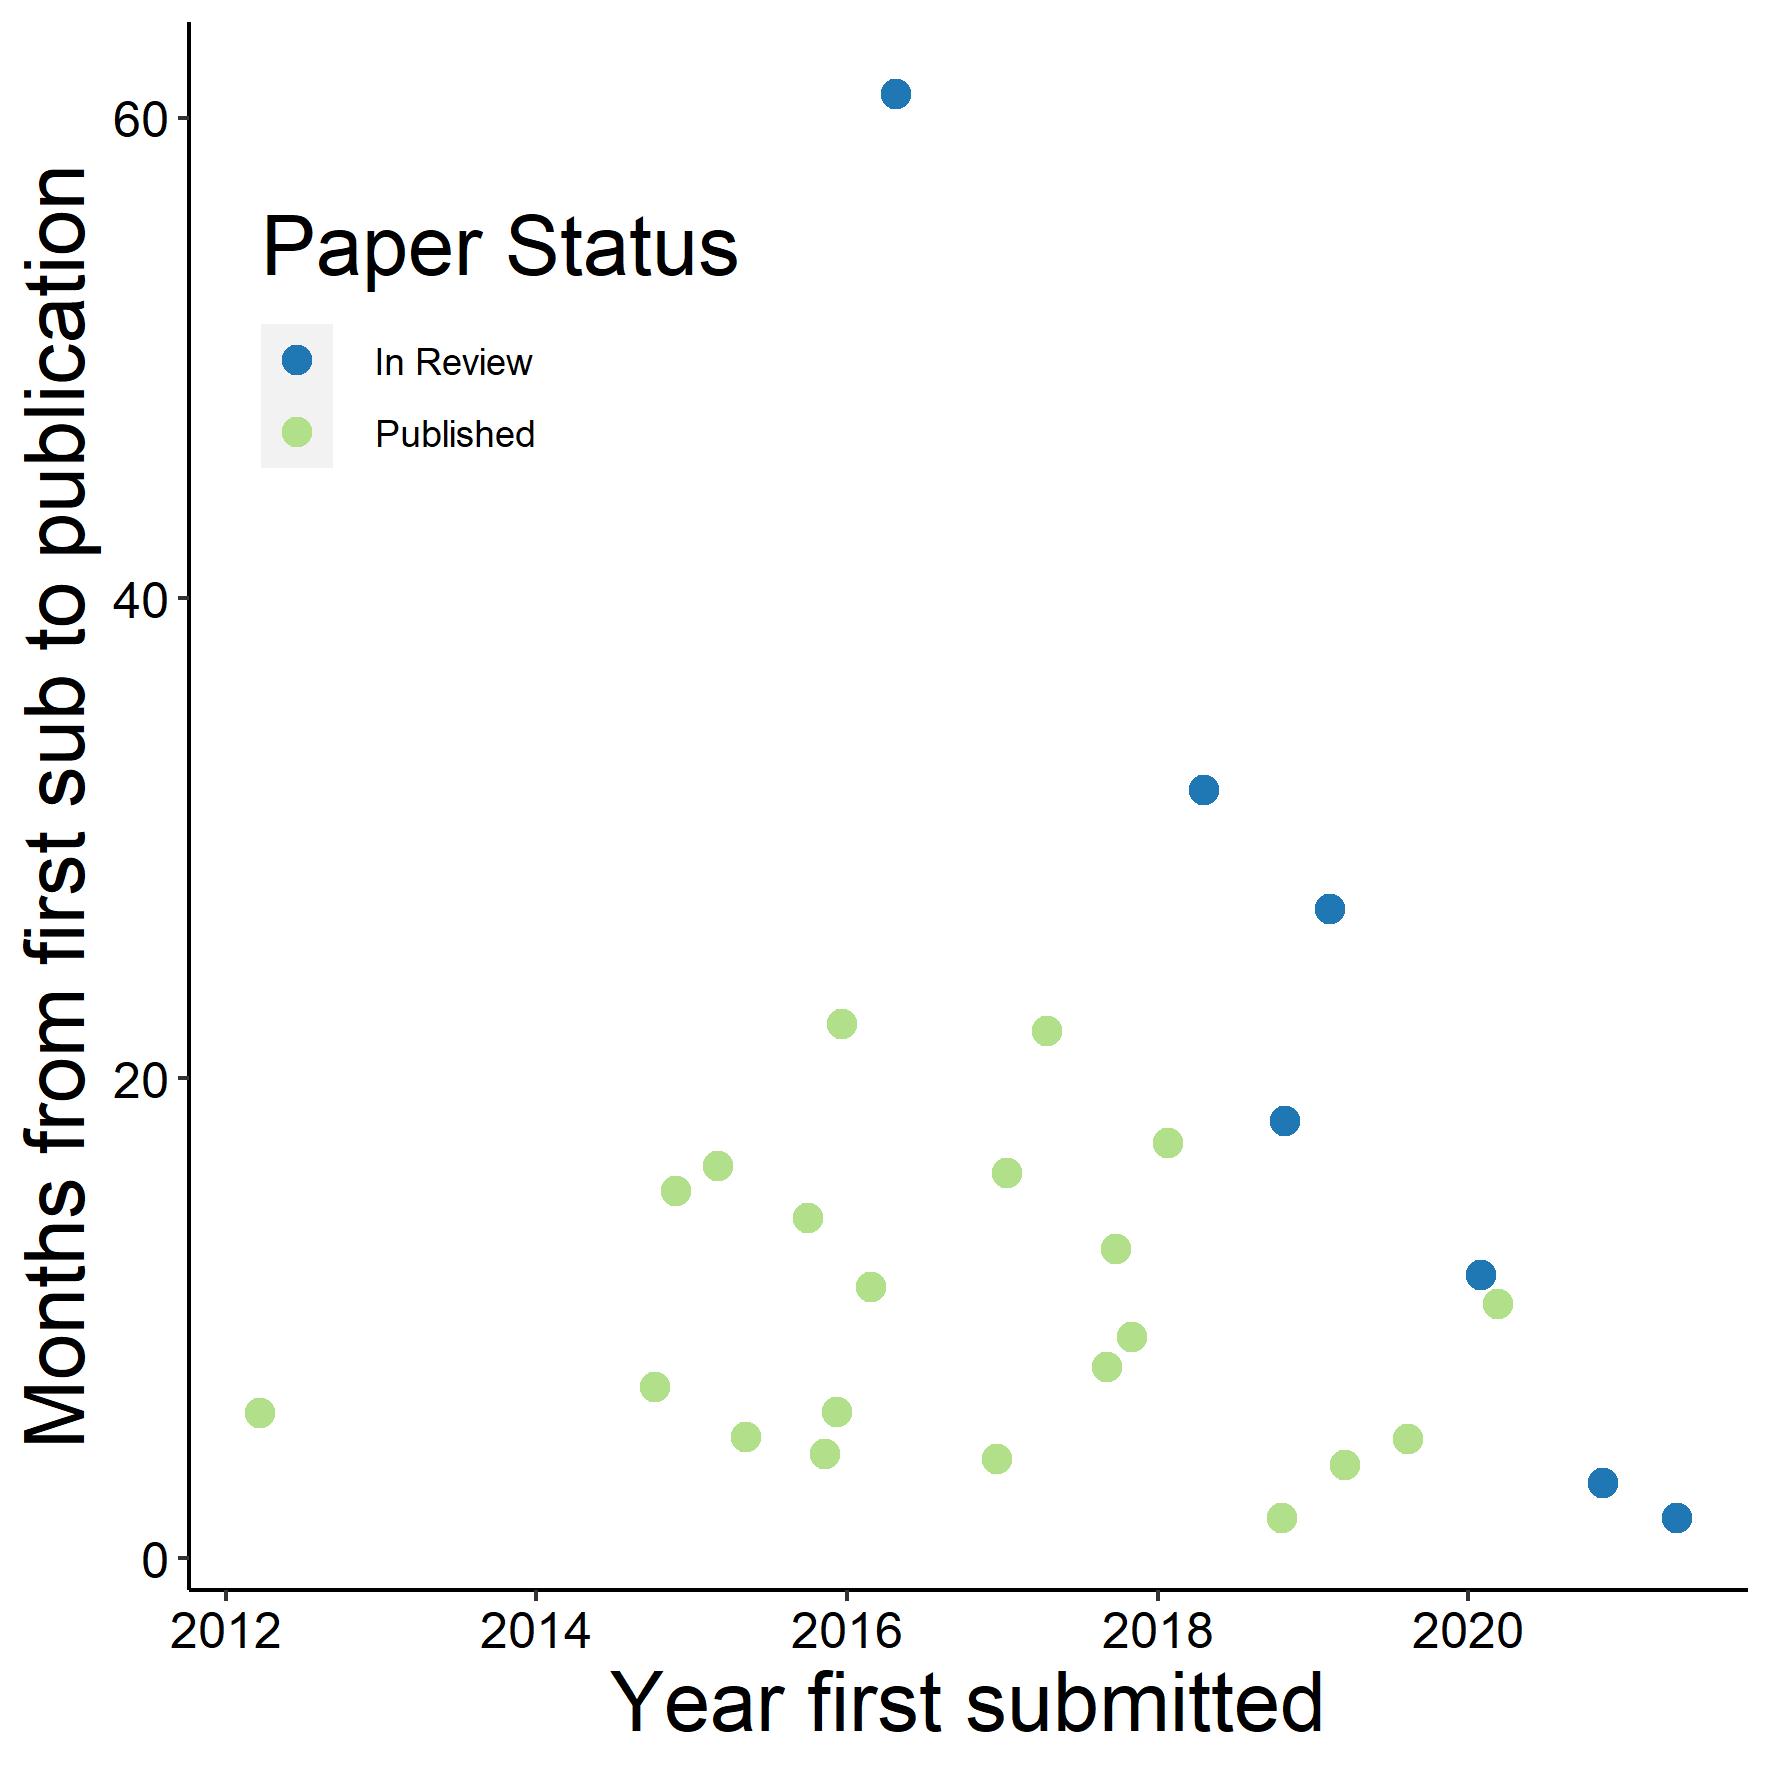 Months from first sub to publication
60
40
20
0
Paper Status
In Review
Published
2012 2014 2016 2018 2020
Year first submitted